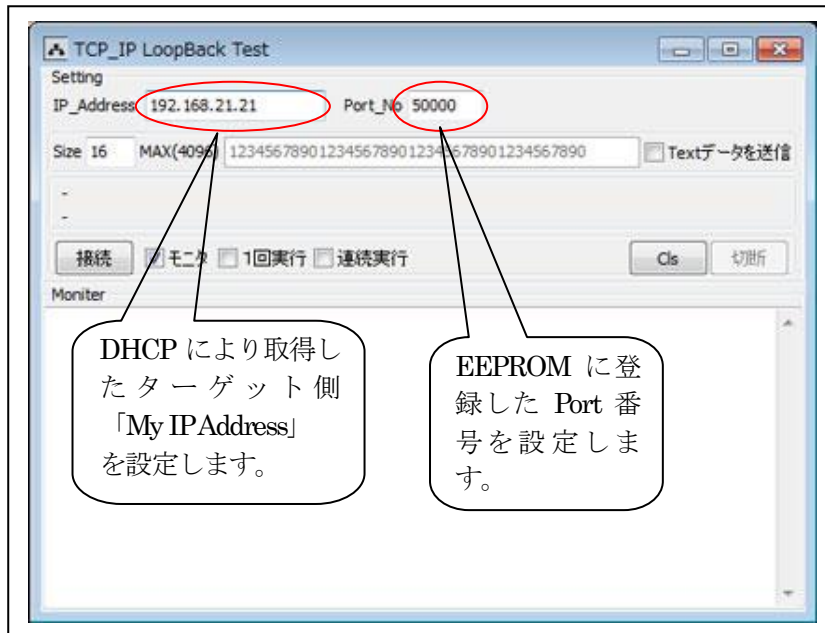 TCP_IP LoopBack Test
Setting
IP_Address 192.168.21.21 Port_No 50000
Size 16 MAX(4096) 1234567890123456789012345678901234567890 Textデータを送信
-
-
接続 モニタ 1回実行 連続実行 Cls 切断
Moniter
DHCP により取得し
たターゲット側
「My IPAddress」
を設定します。
EEPROM に登
録した Port 番
号を設定しま
す。